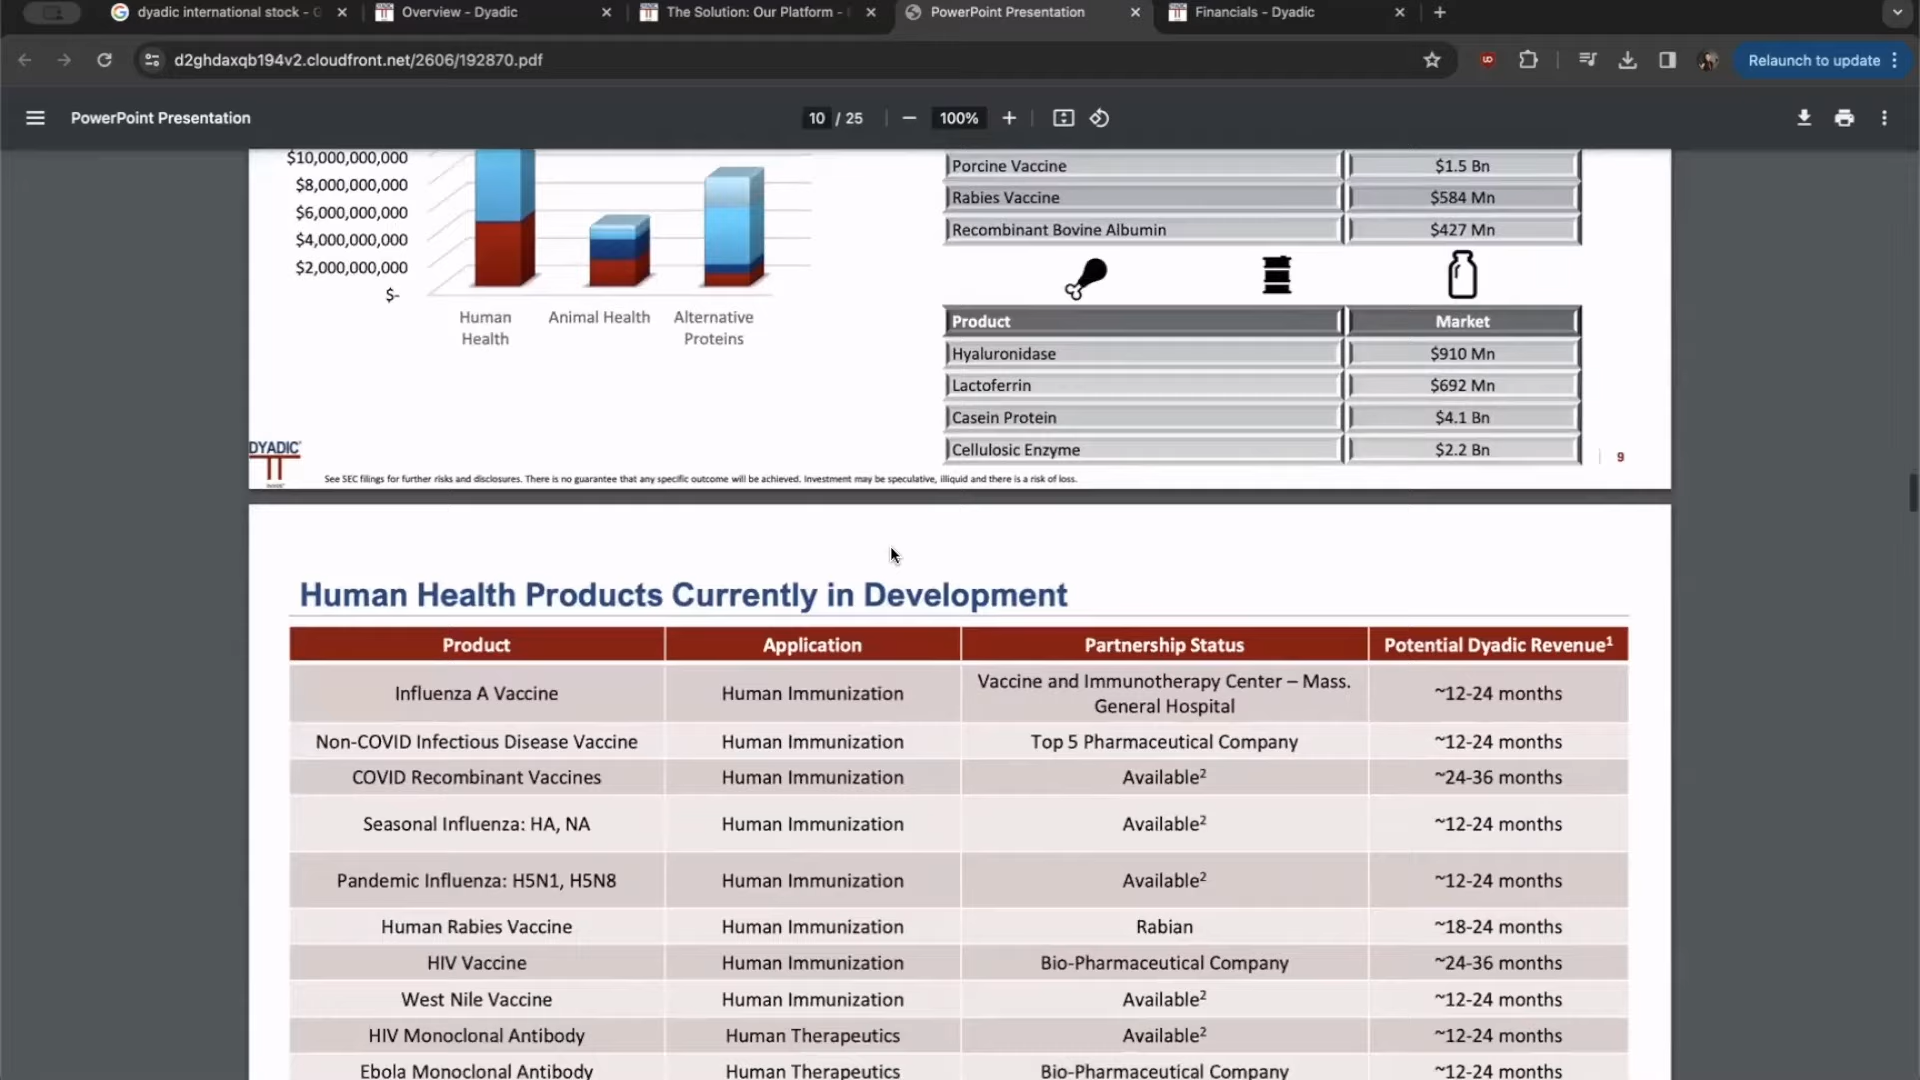 dyadic international stock - G
Overview - Dyadic
The Solution: Our Platform -
PowerPoint Presentation
Financials - Dyadic
d2ghdaxqb194v2.cloudfront.net/2606/192870.pdf
Relaunch to update
PowerPoint Presentation
10 / 25
100%
$10,000,000,000
$8,000,000,000
$6,000,000,000
$4,000,000,000
$2,000,000,000
$-
Human Health
Animal Health
Alternative Proteins
Porcine Vaccine $1.5 Bn
Rabies Vaccine $584 Mn
Recombinant Bovine Albumin $427 Mn
Product Market
Hyaluronidase $910 Mn
Lactoferrin $692 Mn
Casein Protein $4.1 Bn
Cellulosic Enzyme $2.2 Bn
9
DYADIC
See SEC filings for further risks and disclosures. There is no guarantee that any specific outcome will be achieved. Investment may be speculative, illiquid and there is a risk of loss.
Human Health Products Currently in Development
Product Application Partnership Status Potential Dyadic Revenue¹
Influenza A Vaccine Human Immunization Vaccine and Immunotherapy Center – Mass. General Hospital ~12-24 months
Non-COVID Infectious Disease Vaccine Human Immunization Top 5 Pharmaceutical Company ~12-24 months
COVID Recombinant Vaccines Human Immunization Available² ~24-36 months
Seasonal Influenza: HA, NA Human Immunization Available² ~12-24 months
Pandemic Influenza: H5N1, H5N8 Human Immunization Available² ~12-24 months
Human Rabies Vaccine Human Immunization Rabian ~18-24 months
HIV Vaccine Human Immunization Bio-Pharmaceutical Company ~24-36 months
West Nile Vaccine Human Immunization Available² ~12-24 months
HIV Monoclonal Antibody Human Therapeutics Available² ~12-24 months
Ebola Monoclonal Antibody Human Therapeutics Bio-Pharmaceutical Company ~12-24 months